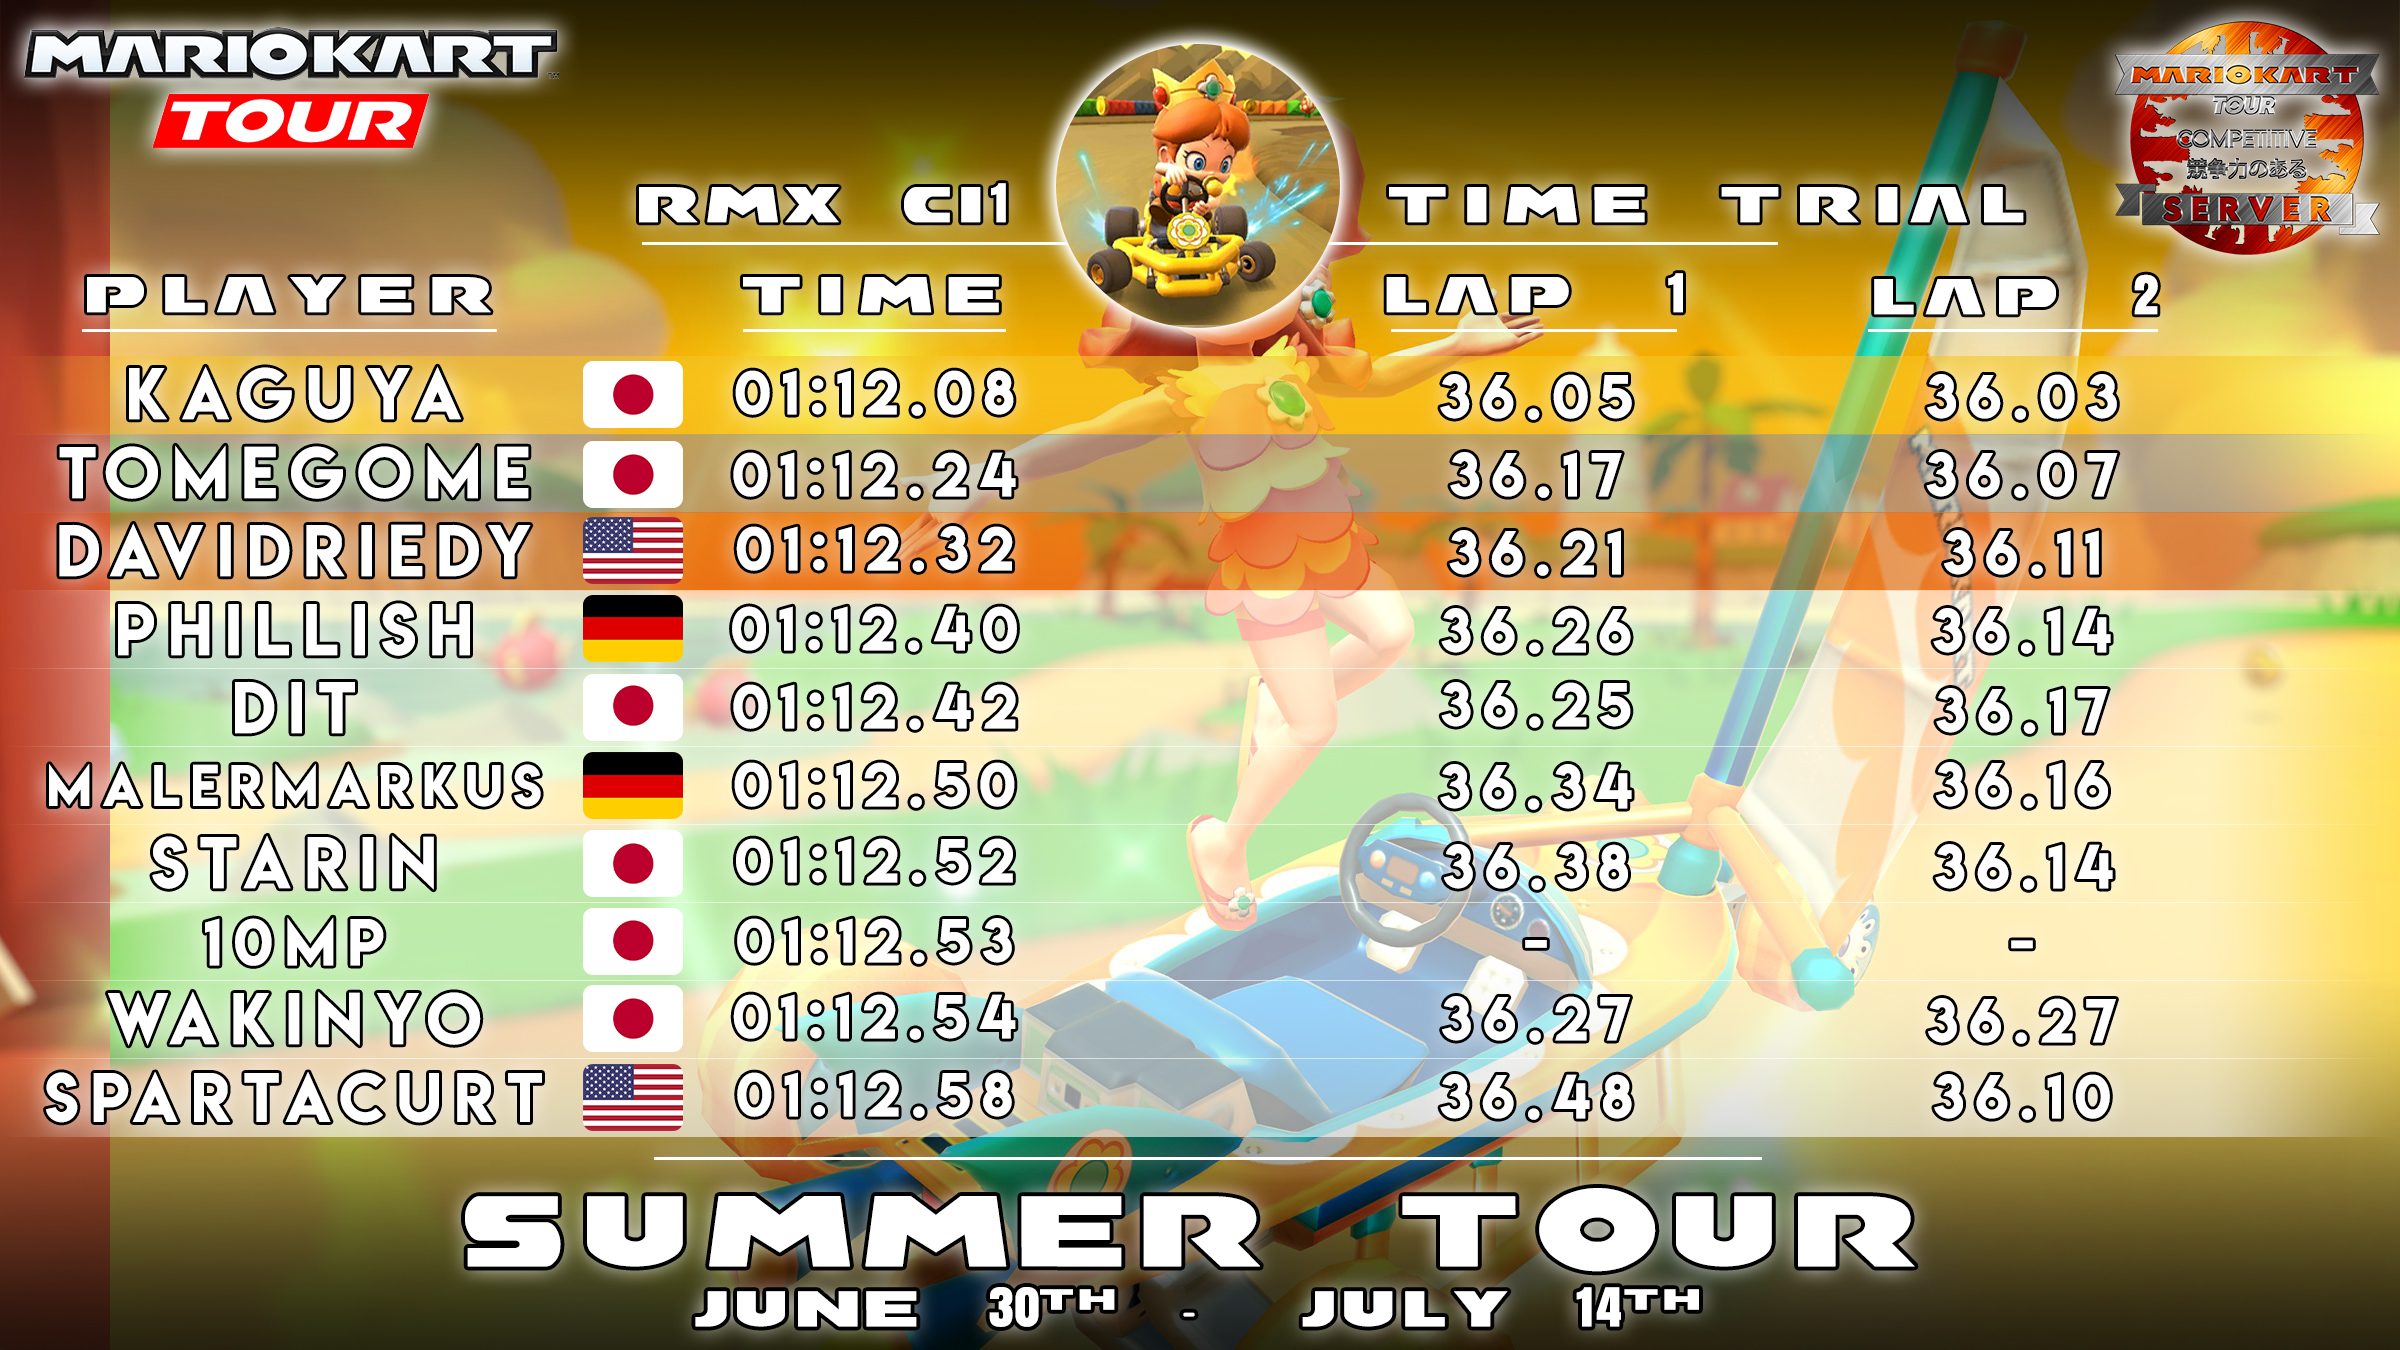 MARIOKART
TOUR
MARIOKART
TOUR
COMPETITIVE
競争力のある
SERVER
RMX CI1 TIME TRIAL
PLAYER TIME LAP 1 LAP 2
KAGUYA 01:12.08 36.05 36.03
TOMEGOME 01:12.24 36.17 36.07
DAVIDRIEDY 01:12.32 36.21 36.11
PHILLISH 01:12.40 36.26 36.14
DIT 01:12.42 36.25 36.17
MALERMARKUS 01:12.50 36.34 36.16
STARIN 01:12.52 36.38 36.14
10MP 01:12.53 - -
WAKINYO 01:12.54 36.27 36.27
SPARTACURT 01:12.58 36.48 36.10
SUMMER TOUR
JUNE 30TH - JULY 14TH